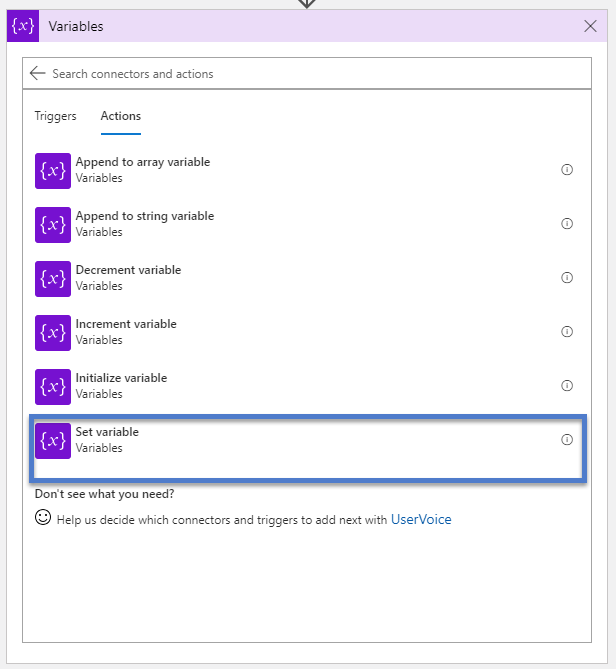 {x} Variables
Search connectors and actions
Triggers Actions
{x} Append to array variable
Variables
{x} Append to string variable
Variables
{x} Decrement variable
Variables
{x} Increment variable
Variables
{x} Initialize variable
Variables
{x} Set variable
Variables
Don't see what you need?
Help us decide which connectors and triggers to add next with UserVoice